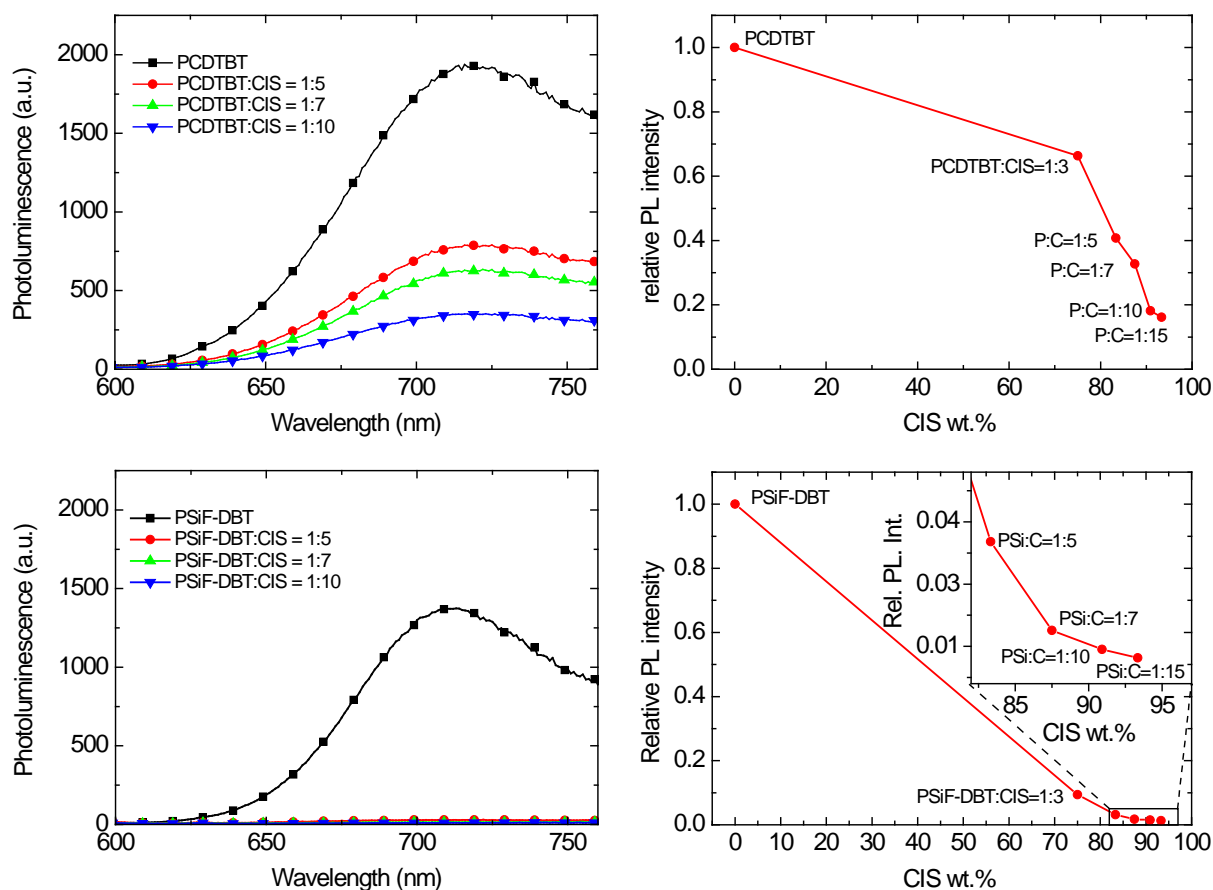 Photoluminescence (a.u.)
2000
1500
1000
500
0
PCDTBT
PCDTBT:CIS = 1:5
PCDTBT:CIS = 1:7
PCDTBT:CIS = 1:10
600 650 700 750
Wavelength (nm)
relative PL intensity
1.0
0.8
0.6
0.4
0.2
0.0
PCDTBT
PCDTBT:CIS=1:3
P:C=1:5
P:C=1:7
P:C=1:10
P:C=1:15
0 20 40 60 80 100
CIS wt.%
Photoluminescence (a.u.)
2000
1500
1000
500
0
PSiF-DBT
PSiF-DBT:CIS = 1:5
PSiF-DBT:CIS = 1:7
PSiF-DBT:CIS = 1:10
600 650 700 750
Wavelength (nm)
Relative PL intensity
1.0
0.8
0.6
0.4
0.2
0.0
PSiF-DBT
PSiF-DBT:CIS=1:3
0 10 20 30 40 50 60 70 80 90 100
CIS wt.%
Rel. PL. Int.
0.04
0.03
0.01
PSi:C=1:5
PSi:C=1:7
PSi:C=1:10
PSi:C=1:15
85 90 95
CIS wt.%